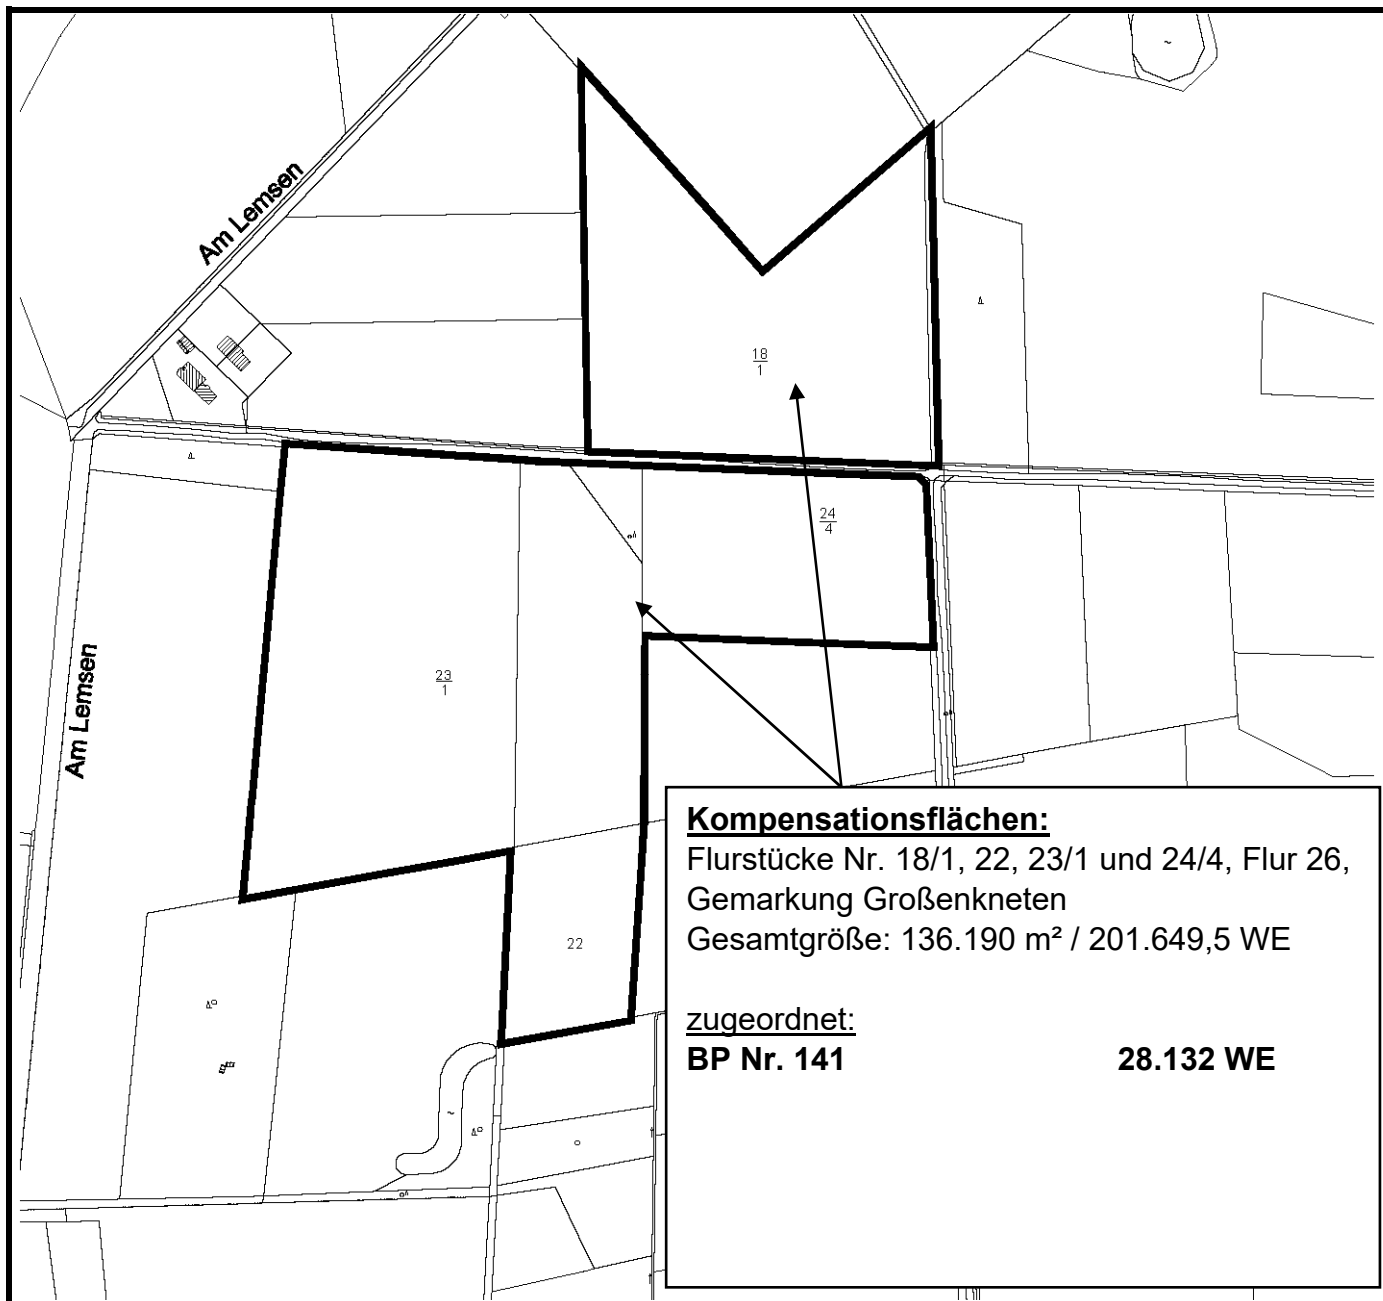 Am Lemsen
18
1
24
4
23
1
Am Lemsen
22
Kompensationsflächen:
Flurstücke Nr. 18/1, 22, 23/1 und 24/4, Flur 26,
Gemarkung Großenkneten
Gesamtgröße: 136.190 m² / 201.649,5 WE
zugeordnet:
BP Nr. 141 28.132 WE